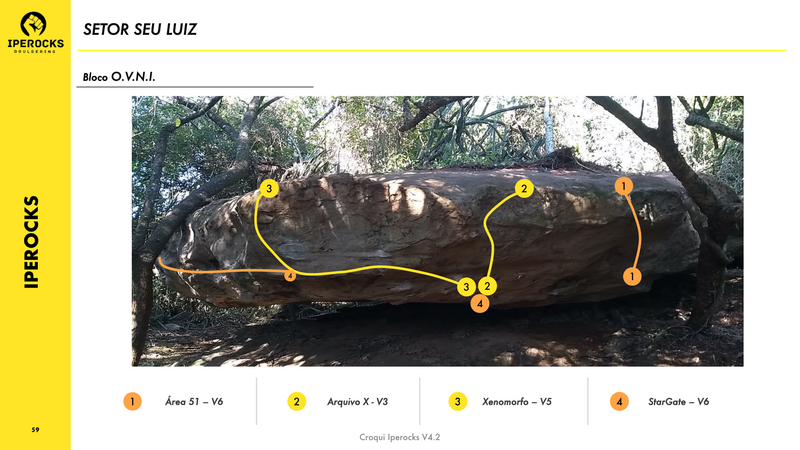 IPEROCKS
BOULDERING
SETOR SEU LUIZ
Bloco O.V.N.I.
IPEROCKS
3
2
1
4
1
3
2
4
1 Área 51 – V6
2 Arquivo X - V3
3 Xenomorfo – V5
4 StarGate – V6
59
Croqui Iperocks V4.2